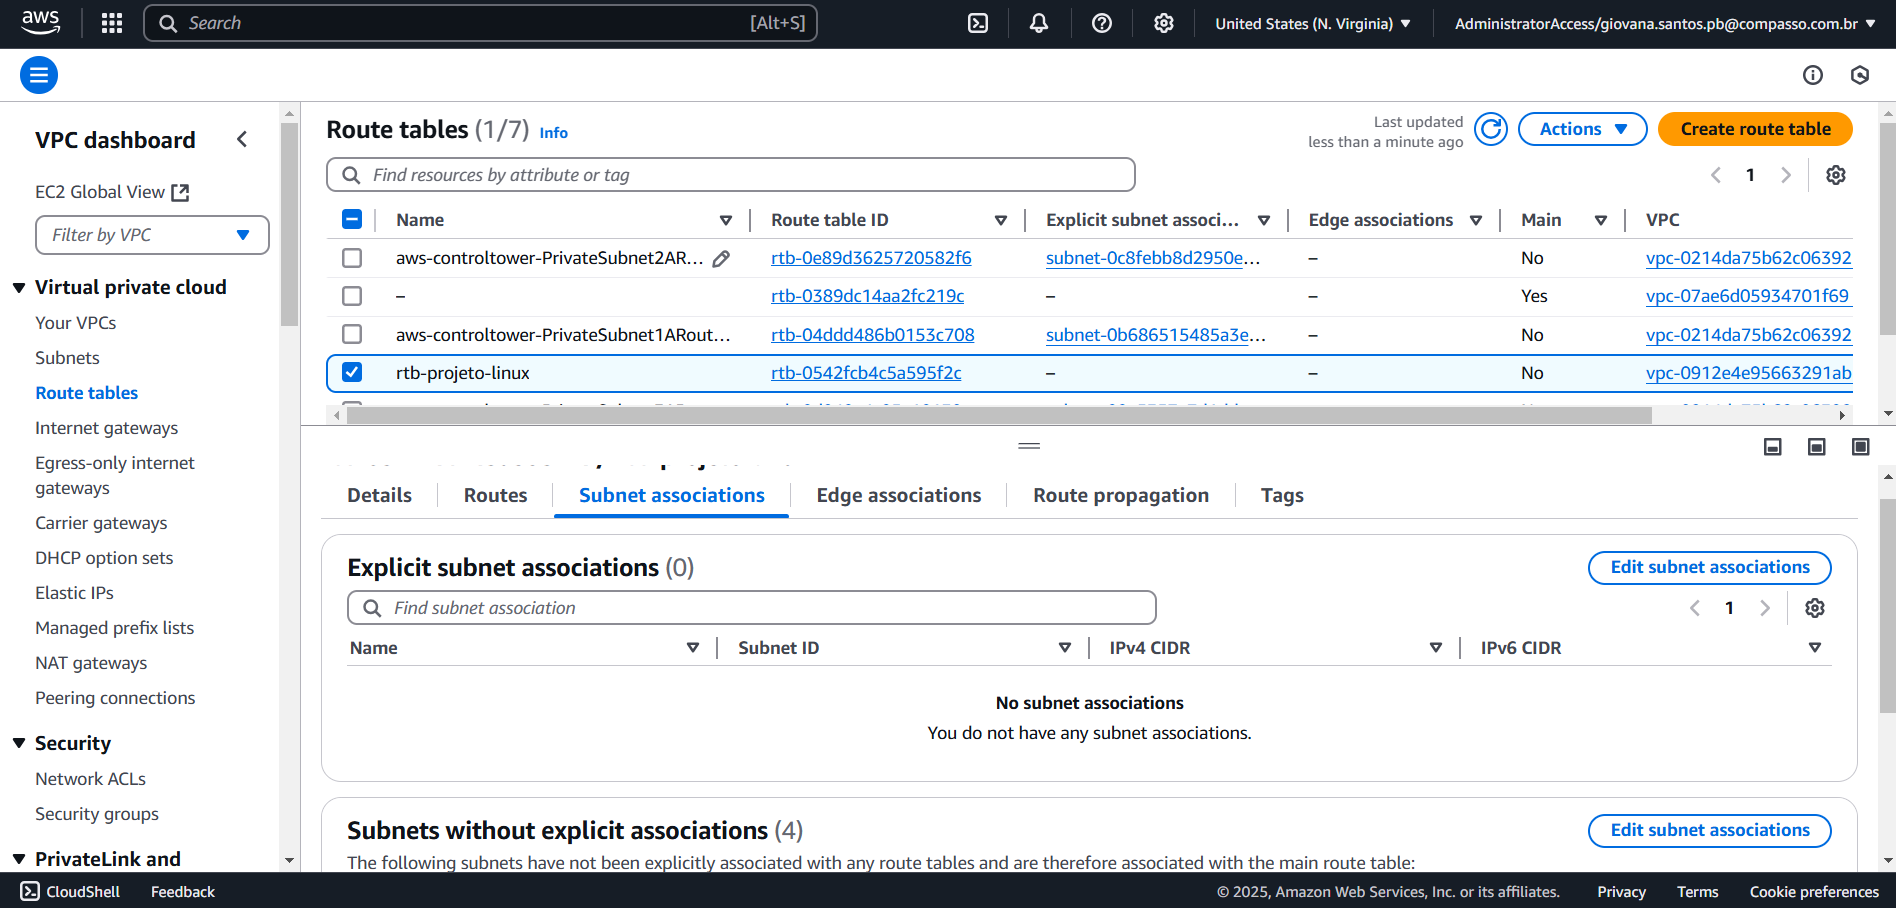 aws
Search [Alt+S]
United States (N. Virginia)
AdministratorAccess/giovana.santos.pb@compasso.com.br
VPC dashboard
EC2 Global View
Filter by VPC
Virtual private cloud
Your VPCs
Subnets
Route tables
Internet gateways
Egress-only internet
gateways
Carrier gateways
DHCP option sets
Elastic IPs
Managed prefix lists
NAT gateways
Peering connections
Security
Network ACLs
Security groups
PrivateLink and
Route tables (1/7) Info
Last updated
less than a minute ago
Actions
Create route table
Find resources by attribute or tag
1
Name Route table ID Explicit subnet associ... Edge associations Main VPC
aws-controltower-PrivateSubnet2AR... rtb-0e89d3625720582f6 subnet-0c8febb8d2950e... – No vpc-0214da75b62c06392
– rtb-0389dc14aa2fc219c – – Yes vpc-07ae6d05934701f69
aws-controltower-PrivateSubnet1ARout... rtb-04ddd486b0153c708 subnet-0b686515485a3e... – No vpc-0214da75b62c06392
rtb-projeto-linux rtb-0542fcb4c5a595f2c – – No vpc-0912e4e95663291ab
Details Routes Subnet associations Edge associations Route propagation Tags
Explicit subnet associations (0)
Edit subnet associations
Find subnet association
1
Name Subnet ID IPv4 CIDR IPv6 CIDR
No subnet associations
You do not have any subnet associations.
Subnets without explicit associations (4)
Edit subnet associations
The following subnets have not been explicitly associated with any route tables and are therefore associated with the main route table:
CloudShell Feedback
© 2025, Amazon Web Services, Inc. or its affiliates. Privacy Terms Cookie preferences